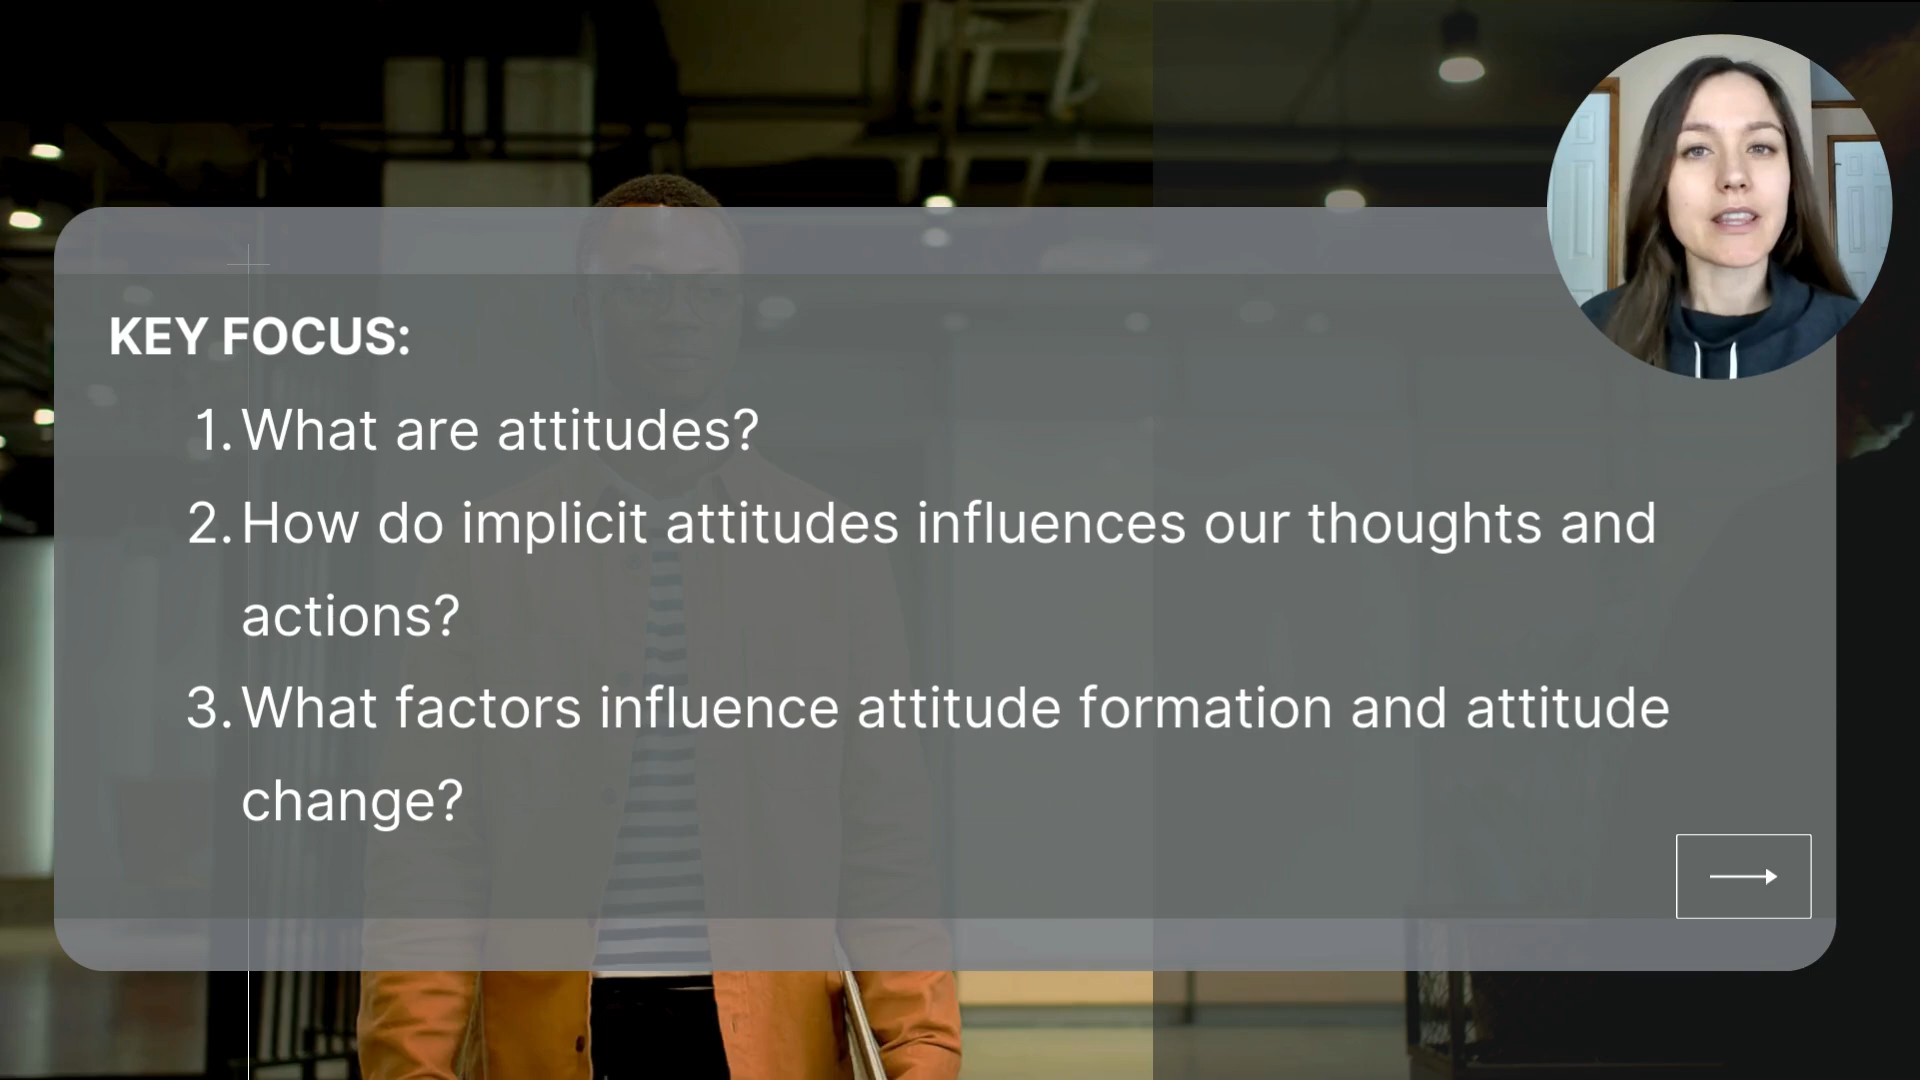 KEY FOCUS:
1. What are attitudes?
2. How do implicit attitudes influences our thoughts and
actions?
3. What factors influence attitude formation and attitude
change?